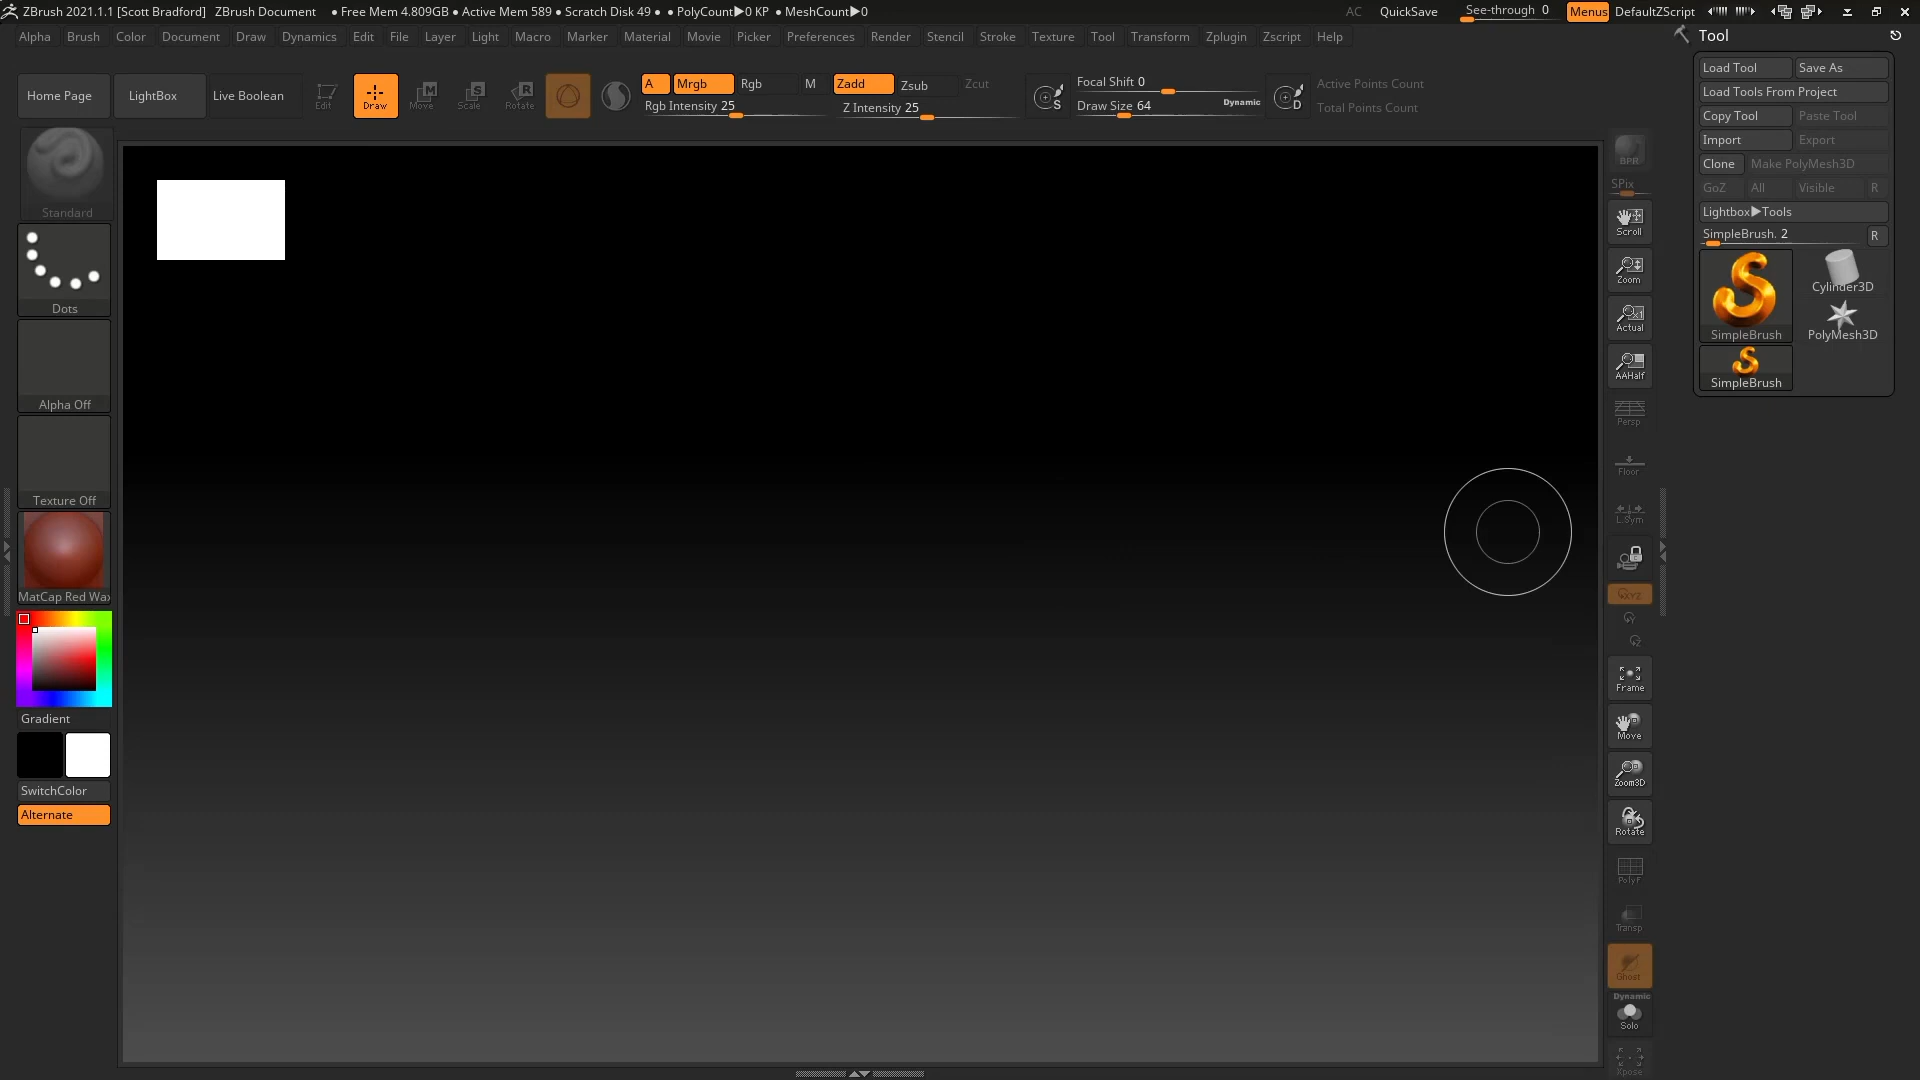 ZBrush 2021.1.1 [Scott Bradford] ZBrush Document • Free Mem 4.809GB • Active Mem 589 • Scratch Disk 49 • • PolyCount▶0 KP • MeshCount▶0 AC QuickSave See-through 0 Menus DefaultZScript
Alpha Brush Color Document Draw Dynamics Edit File Layer Light Macro Marker Material Movie Picker Preferences Render Stencil Stroke Texture Tool Transform Zplugin Zscript Help
Tool
Load Tool Save As
Load Tools From Project
Copy Tool Paste Tool
Import Export
Clone Make PolyMesh3D
GoZ All Visible R
Lightbox▶Tools
SimpleBrush. 2 R
SimpleBrush
Cylinder3D
PolyMesh3D
SimpleBrush
Home Page LightBox Live Boolean
Edit Draw Move Scale Rotate
M S R
A Mrgb Rgb M
Rgb Intensity 25
Zadd Zsub Zcut
Z Intensity 25
S
Focal Shift 0
Draw Size 64 Dynamic
D
Active Points Count
Total Points Count
Standard
Dots
Alpha Off
Texture Off
MatCap Red Wax
Gradient
SwitchColor
Alternate
BPR
SPix
Scroll
Zoom
Actual
AAHalf
Persp
Floor
L.Sym
XYZ
Y
Z
Frame
Move
Zoom3D
Rotate
PolyF
Transp
Ghost
Dynamic
Solo
Xpose